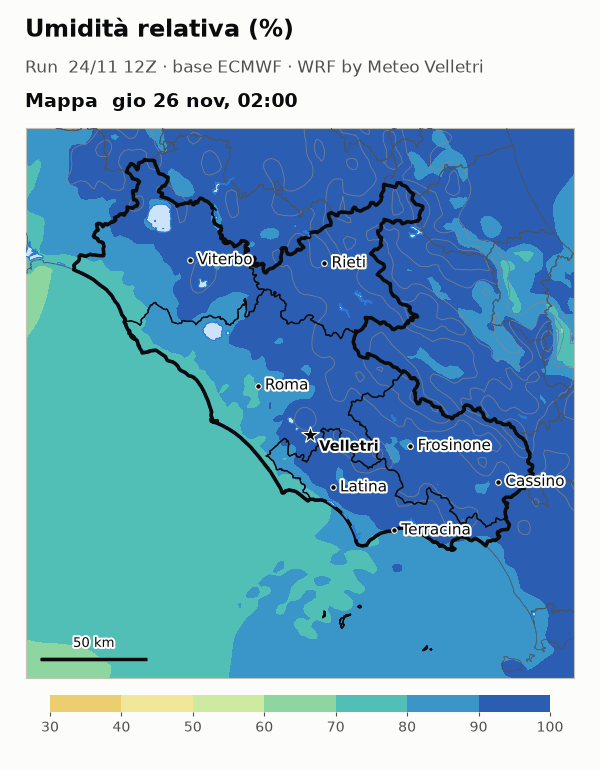 Umidità relativa (%)
Run  24/11 12Z · base ECMWF · WRF by Meteo Velletri
Mappa  gio 26 nov, 02:00
Viterbo
Rieti
Roma
Velletri
Frosinone
Latina
Cassino
Terracina
50 km
30 40 50 60 70 80 90 100